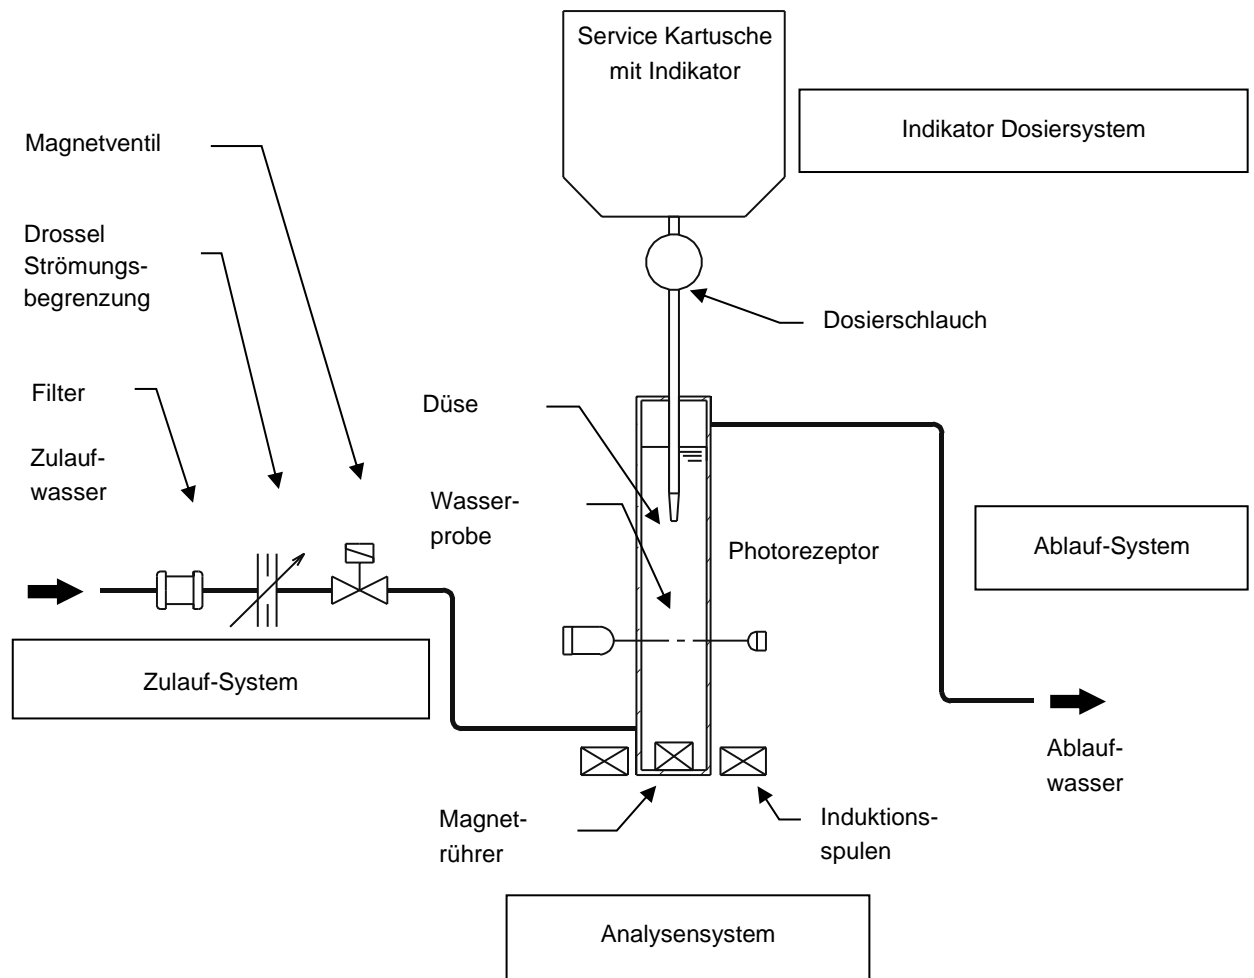 Service Kartusche
mit Indikator
Indikator Dosiersystem
Magnetventil
Drossel
Strömungs-
begrenzung
Dosierschlauch
Filter
Düse
Zulauf-
wasser
Wasser-
probe
Photorezeptor
Ablauf-System
Zulauf-System
Ablauf-
wasser
Magnet-
rührer
Induktions-
spulen
Analysensystem